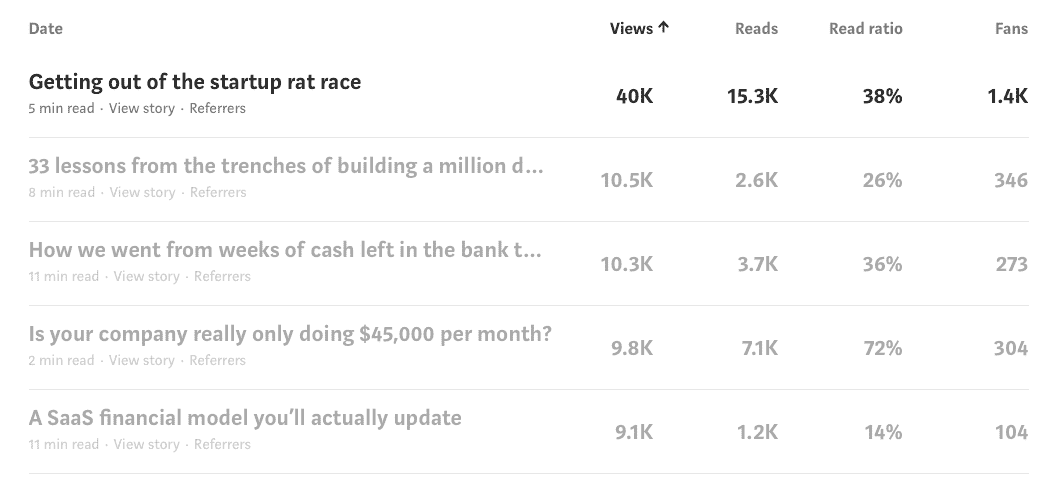 Date Views ↑ Reads Read ratio Fans
Getting out of the startup rat race 40K 15.3K 38% 1.4K
5 min read · View story · Referrers
33 lessons from the trenches of building a million d... 10.5K 2.6K 26% 346
8 min read · View story · Referrers
How we went from weeks of cash left in the bank t... 10.3K 3.7K 36% 273
11 min read · View story · Referrers
Is your company really only doing $45,000 per month? 9.8K 7.1K 72% 304
2 min read · View story · Referrers
A SaaS financial model you'll actually update 9.1K 1.2K 14% 104
11 min read · View story · Referrers